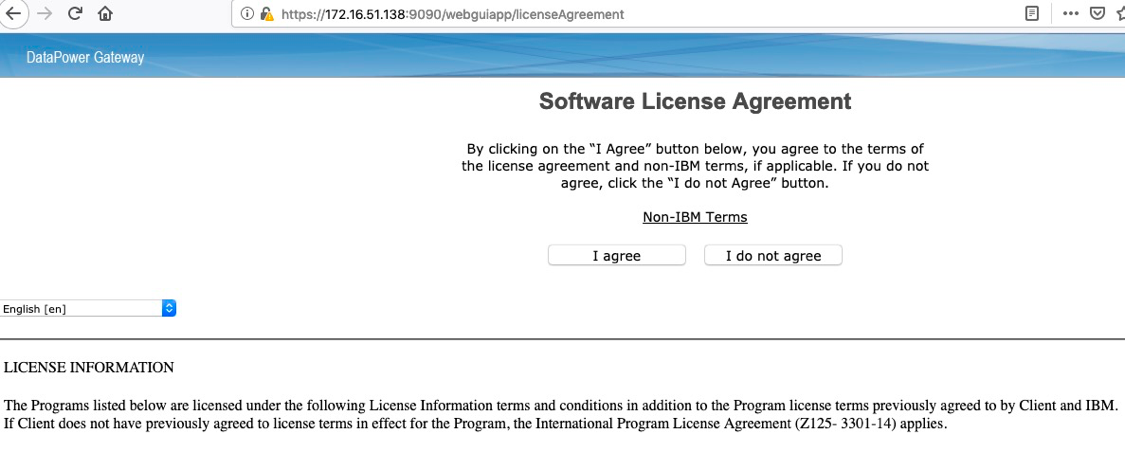 https://172.16.51.138:9090/webguiapp/licenseAgreement
DataPower Gateway
Software License Agreement
By clicking on the “I Agree” button below, you agree to the terms of
the license agreement and non-IBM terms, if applicable. If you do not
agree, click the “I do not Agree” button.
Non-IBM Terms
I agree I do not agree
English [en]
LICENSE INFORMATION
The Programs listed below are licensed under the following License Information terms and conditions in addition to the Program license terms previously agreed to by Client and IBM.
If Client does not have previously agreed to license terms in effect for the Program, the International Program License Agreement (Z125- 3301-14) applies.